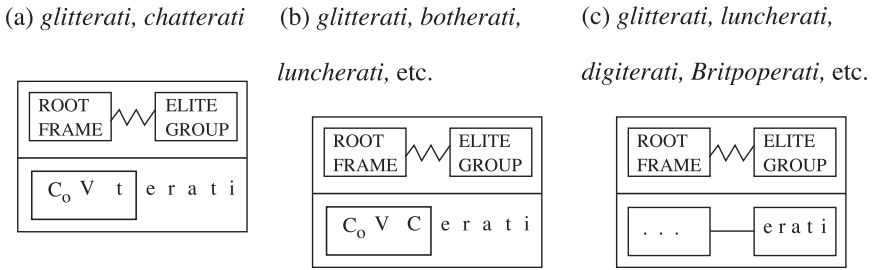 (a) glitterati, chatterati
ROOT FRAME
ELITE GROUP
C₀ V t e r a t i
(b) glitterati, botherati,
luncherati, etc.
ROOT FRAME
ELITE GROUP
C₀ V C e r a t i
(c) glitterati, luncherati,
digiterati, Britpoperati, etc.
ROOT FRAME
ELITE GROUP
. . .
e r a t i